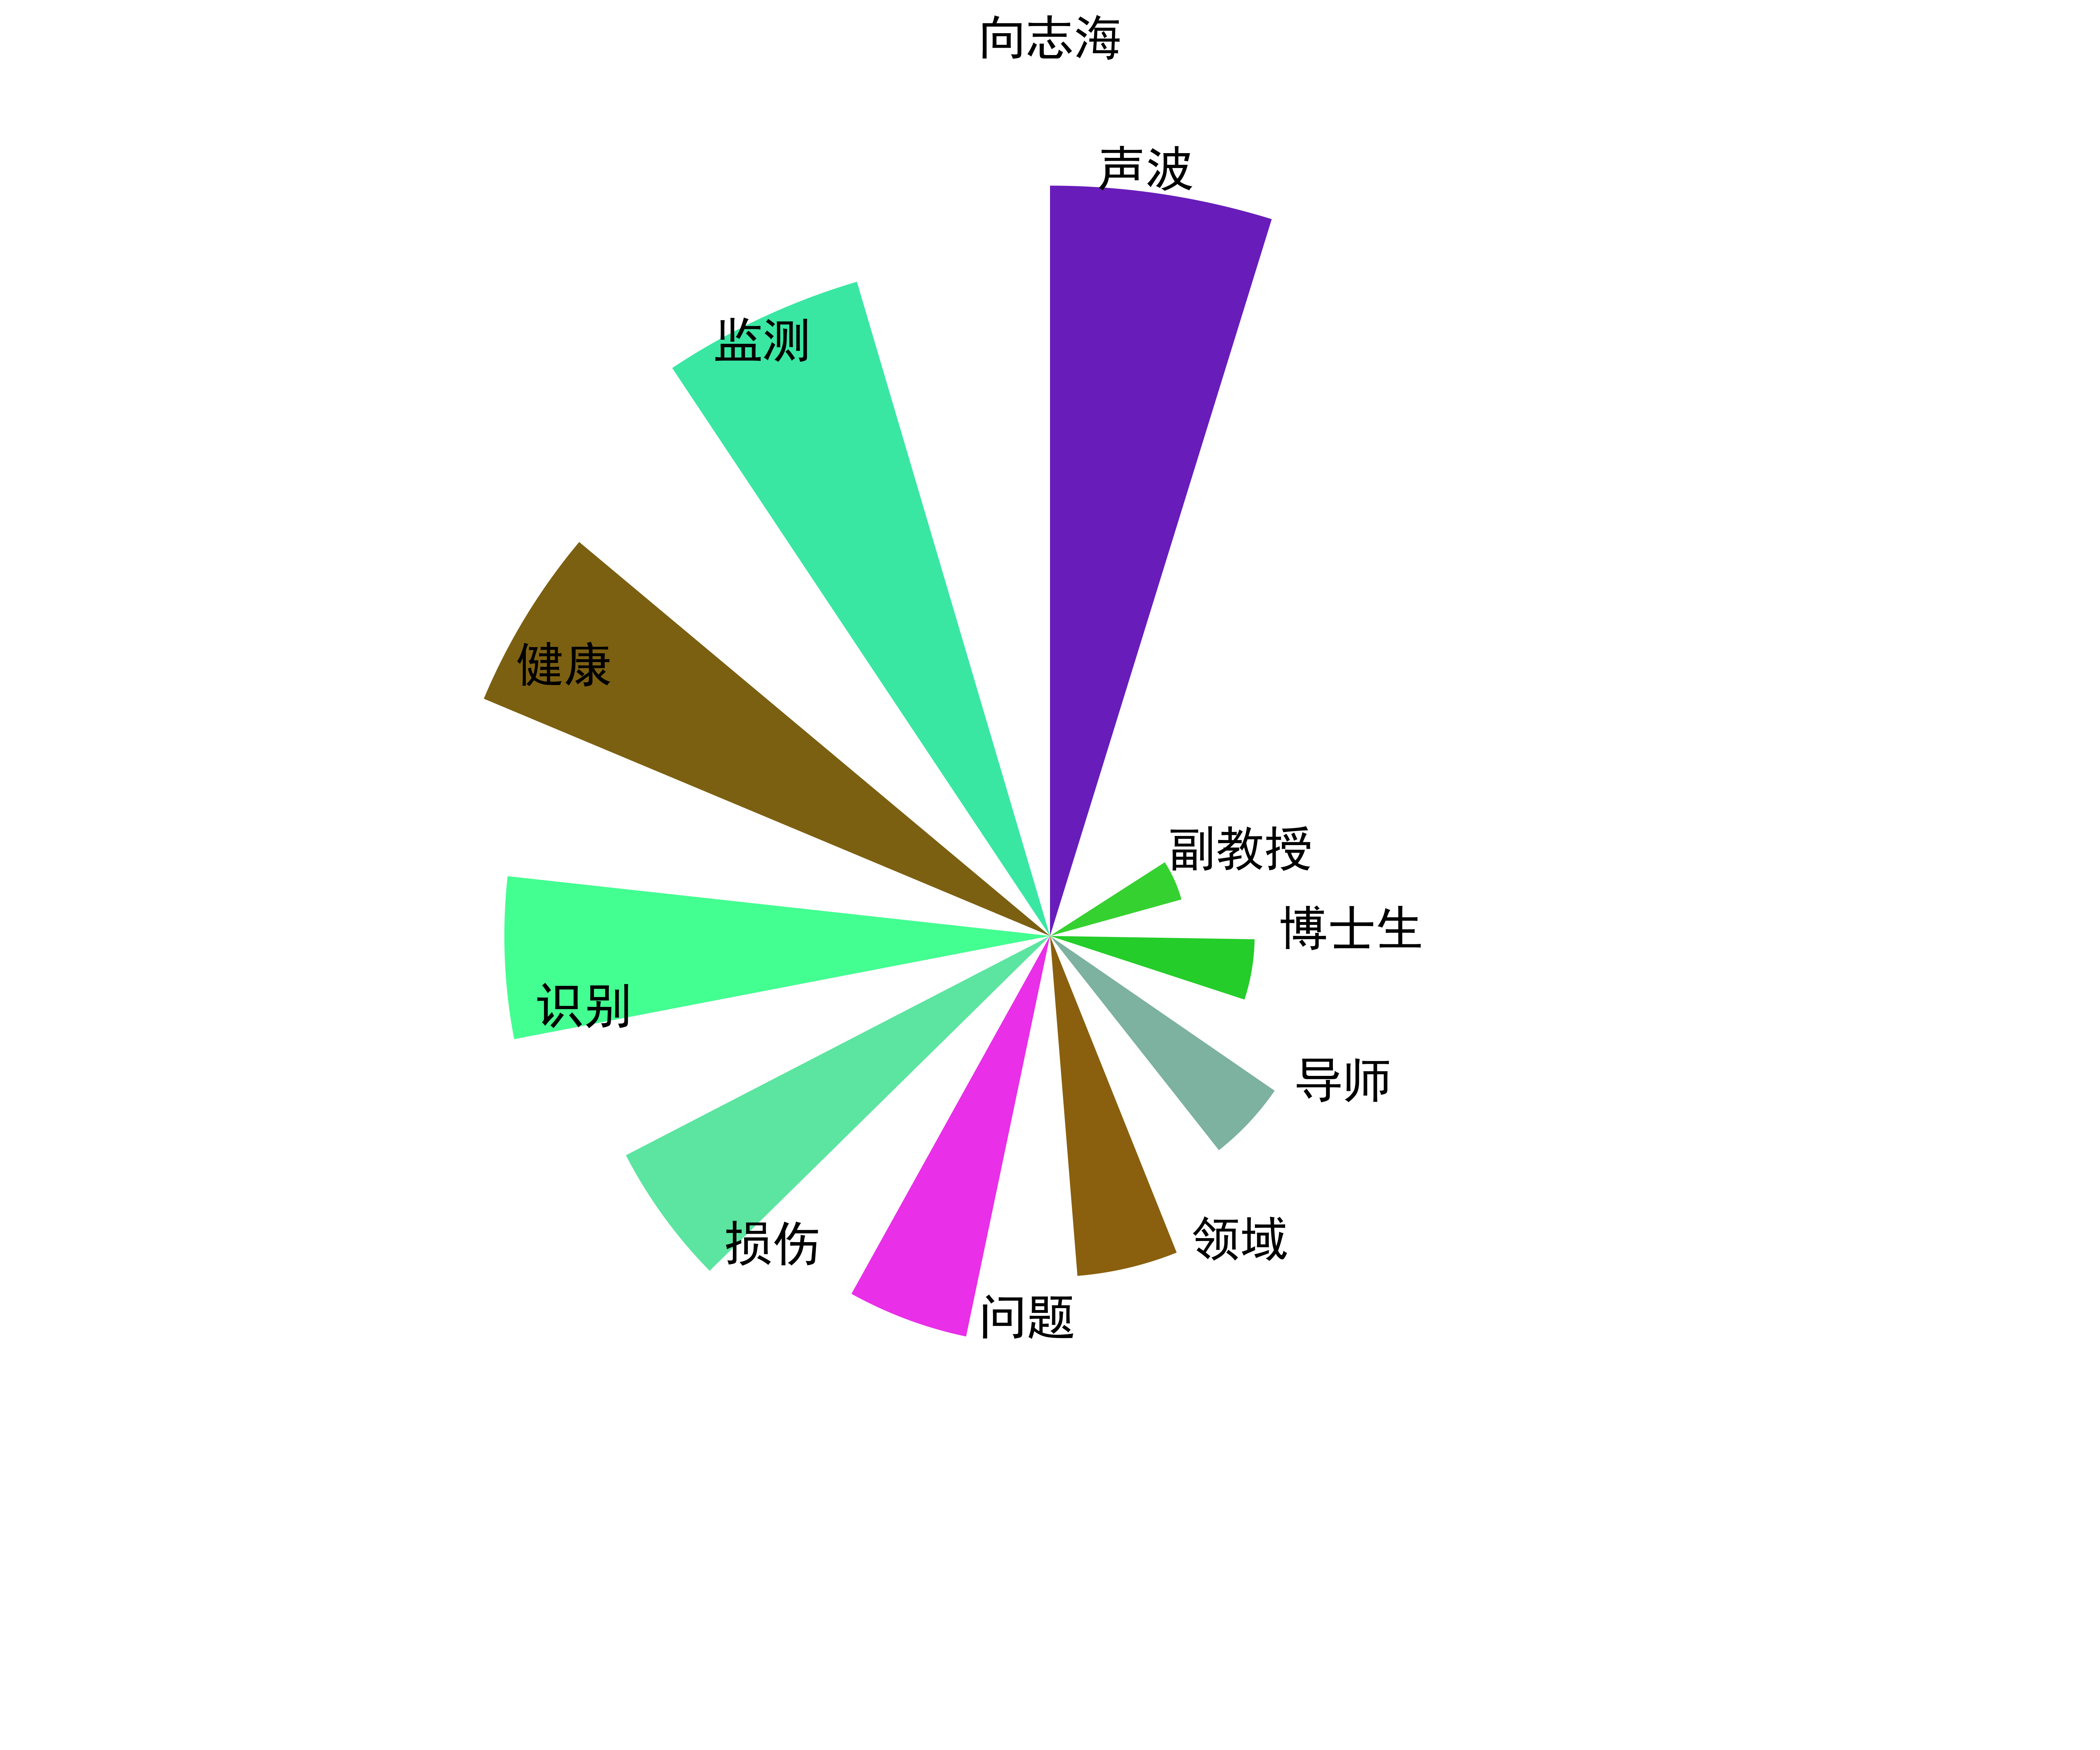 向志海
声波
监测
健康
副教授
博士生
识别
导师
损伤
领域
问题